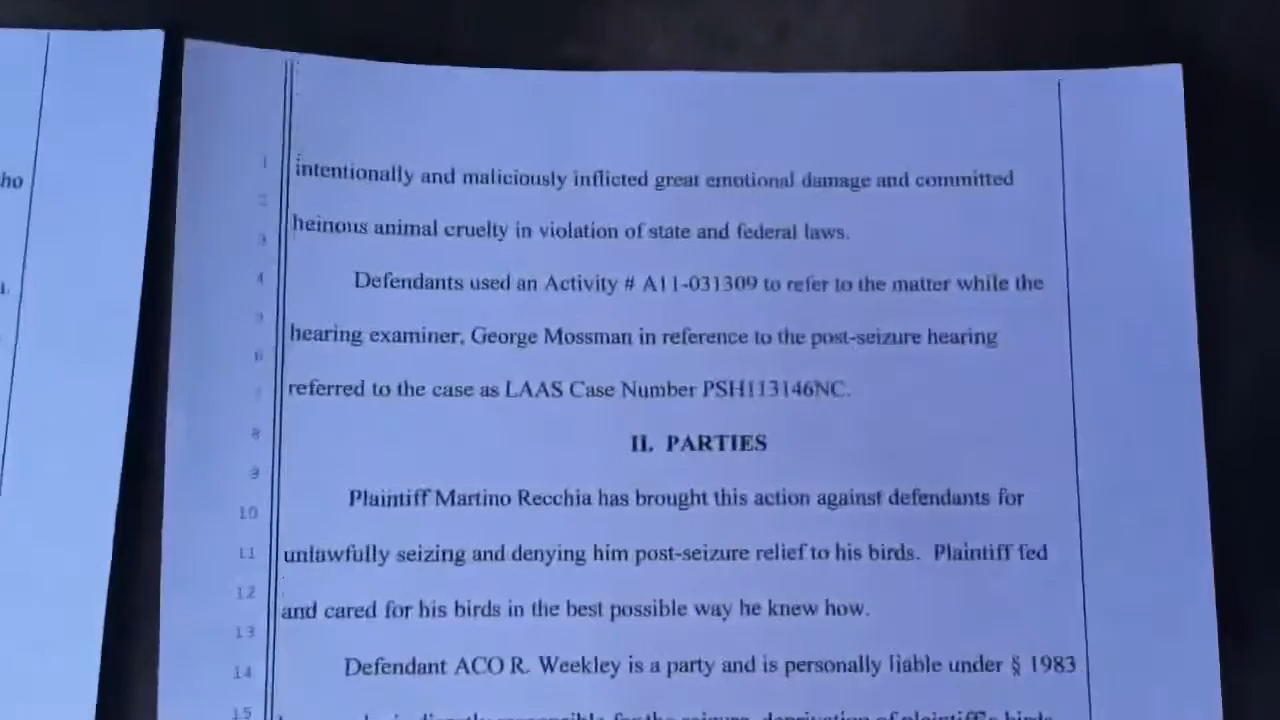 ho
1 intentionally and maliciously inflicted great emotional damage and committed
2
3 heinous animal cruelty in violation of state and federal laws.
4 Defendants used an Activity # A11-031309 to refer to the matter while the
5 hearing examiner, George Mossman in reference to the post-seizure hearing
6
7 referred to the case as LAAS Case Number PSH113146NC.
8 II. PARTIES
9
10 Plaintiff Martino Recchia has brought this action against defendants for
11 unlawfully seizing and denying him post-seizure relief to his birds. Plaintiff fed
12 and cared for his birds in the best possible way he knew how.
13
14 Defendant ACO R. Weekley is a party and is personally liable under § 1983
15